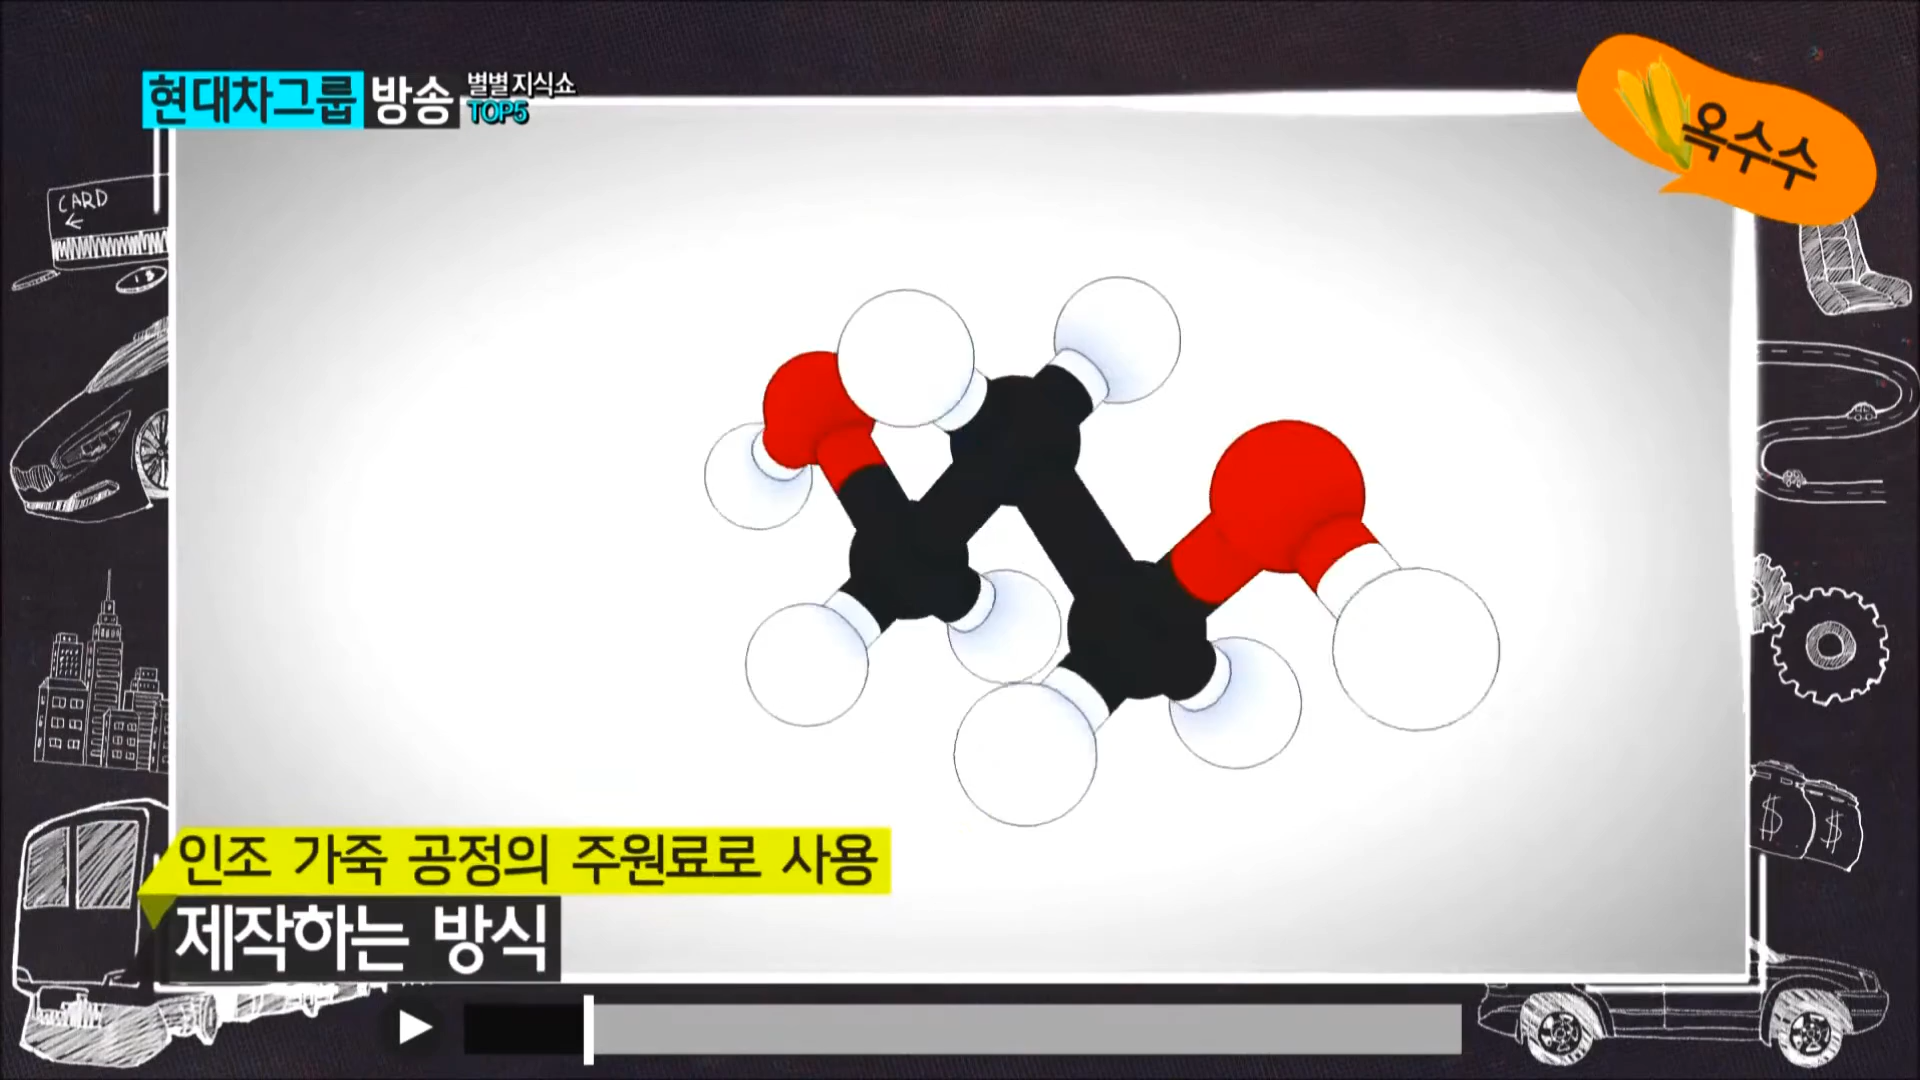 현대차그룹 방송 별별 지식쇼
TOP5
옥수수
CARD
인조 가죽 공정의 주원료로 사용
제작하는 방식
$ $